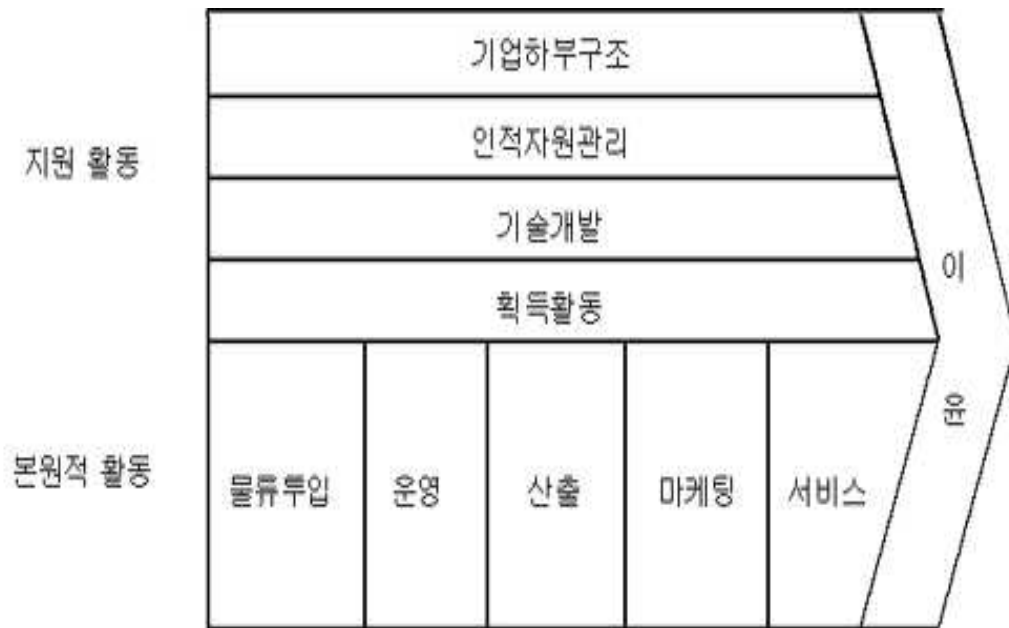 기업하부구조
지원 활동
인적자원관리
기술개발
획득활동
이
윤
본원적 활동
물류투입 운영 산출 마케팅 서비스